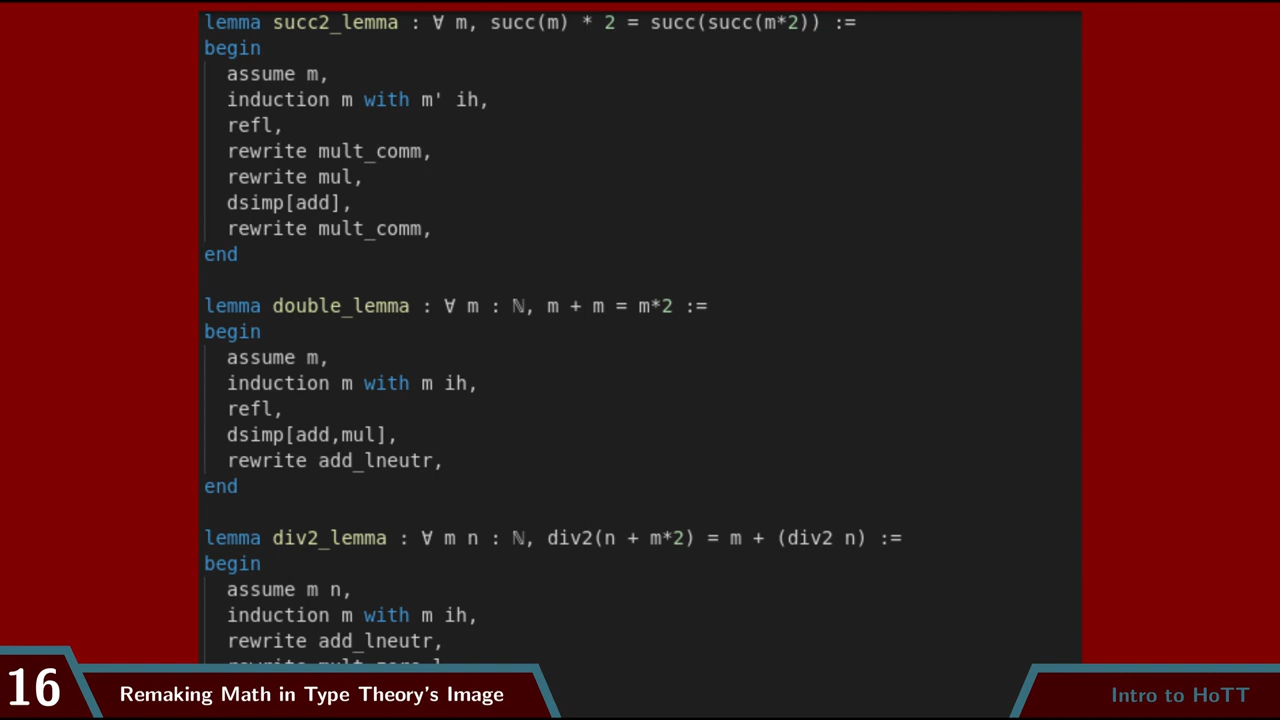 lemma succ2_lemma : ∀ m, succ(m) * 2 = succ(succ(m*2)) :=
begin
assume m,
induction m with m' ih,
refl,
rewrite mult_comm,
rewrite mul,
dsimp[add],
rewrite mult_comm,
end
lemma double_lemma : ∀ m : ℕ, m + m = m*2 :=
begin
assume m,
induction m with m ih,
refl,
dsimp[add,mul],
rewrite add_lneutr,
end
lemma div2_lemma : ∀ m n : ℕ, div2(n + m*2) = m + (div2 n) :=
begin
assume m n,
induction m with m ih,
rewrite add_lneutr,
16
Remaking Math in Type Theory's Image
Intro to HoTT